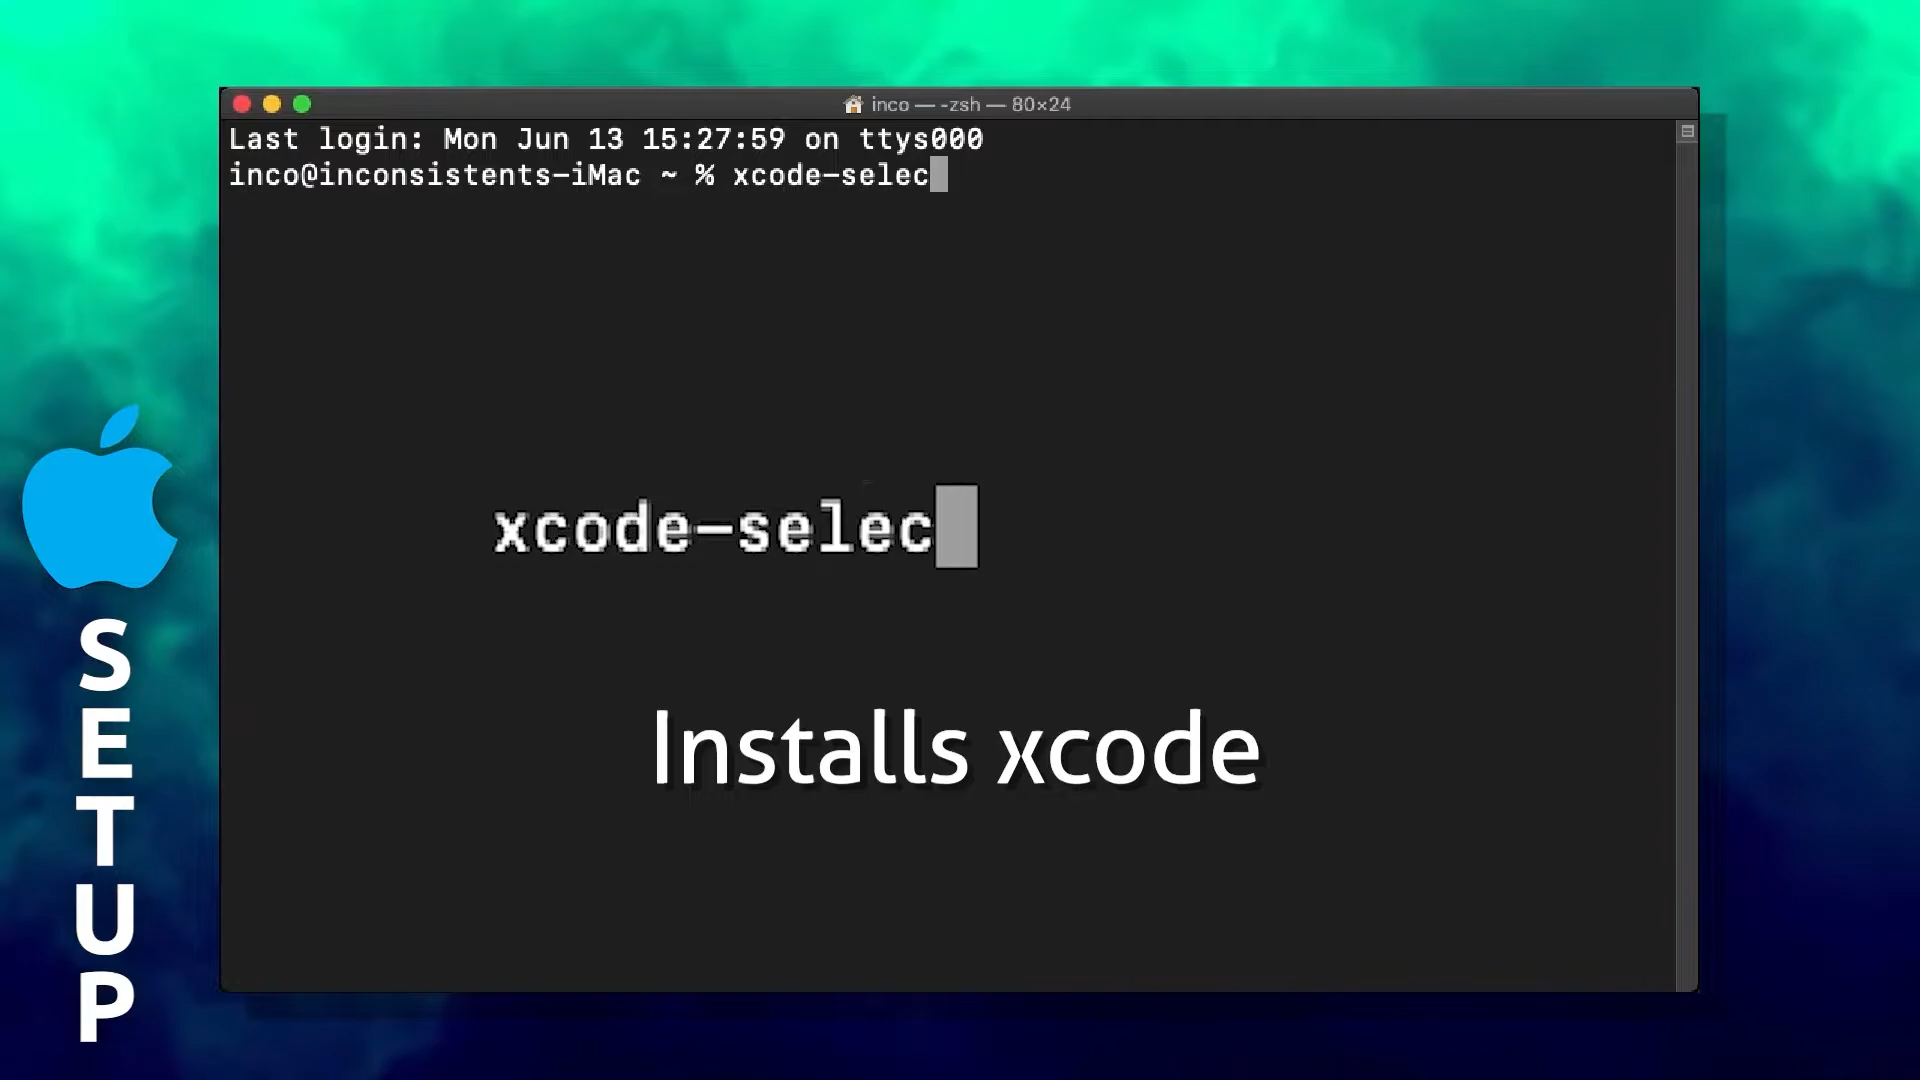 inco — -zsh — 80×24
Last login: Mon Jun 13 15:27:59 on ttys000
inco@inconsistents-iMac ~ % xcode-selec
xcode-selec
Installs xcode
SETUP